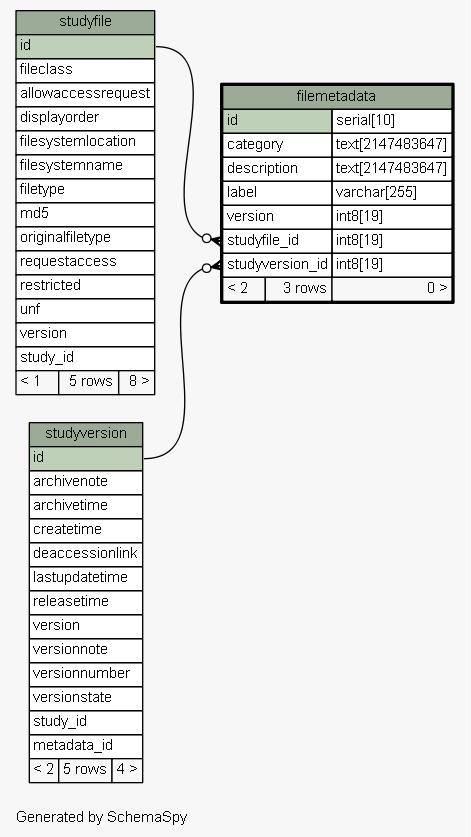 studyfile
id
fileclass
allowaccessrequest
displayorder
filesystemlocation
filesystemname
filetype
md5
originalfiletype
requestaccess
restricted
unf
version
study_id
< 1 5 rows 8 >
filemetadata
id serial[10]
category text[2147483647]
description text[2147483647]
label varchar[255]
version int8[19]
studyfile_id int8[19]
studyversion_id int8[19]
< 2 3 rows 0 >
studyversion
id
archivenote
archivetime
createtime
deaccessionlink
lastupdatetime
releasetime
version
versionnote
versionnumber
versionstate
study_id
metadata_id
< 2 5 rows 4 >
Generated by SchemaSpy